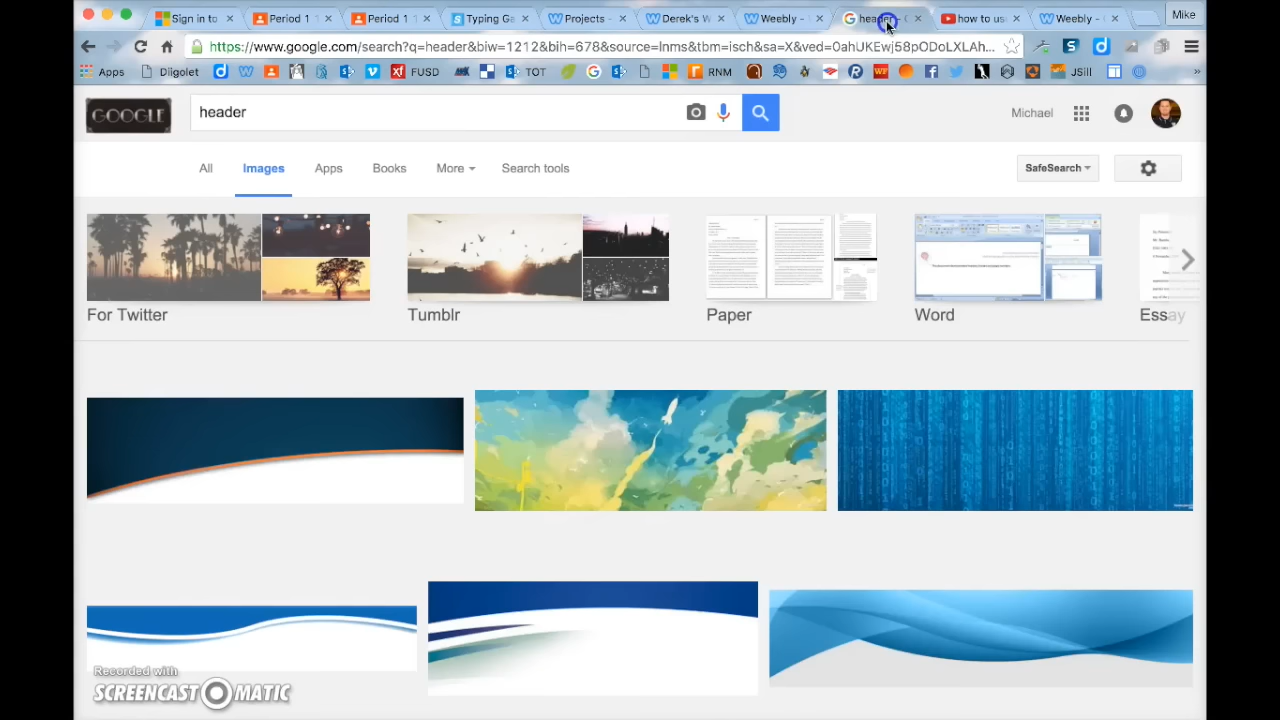 Sign in to
Period 1
Period 1
Typing Ga
Projects -
Derek's W
Weebly -
how to us
Weebly -
Mike
https://www.google.com/search?q=header&biw=1212&bih=678&source=lnms&tbm=isch&sa=X&ved=0ahUKEwj58pODoLXLAh...
Apps
Diigolet
FUSD
TOT
RNM
JSill
»
GOOGLE
header
Michael
All
Images
Apps
Books
More
Search tools
SafeSearch
For Twitter
Tumblr
Paper
Word
Essay
Recorded with
SCREENCAST MATIC